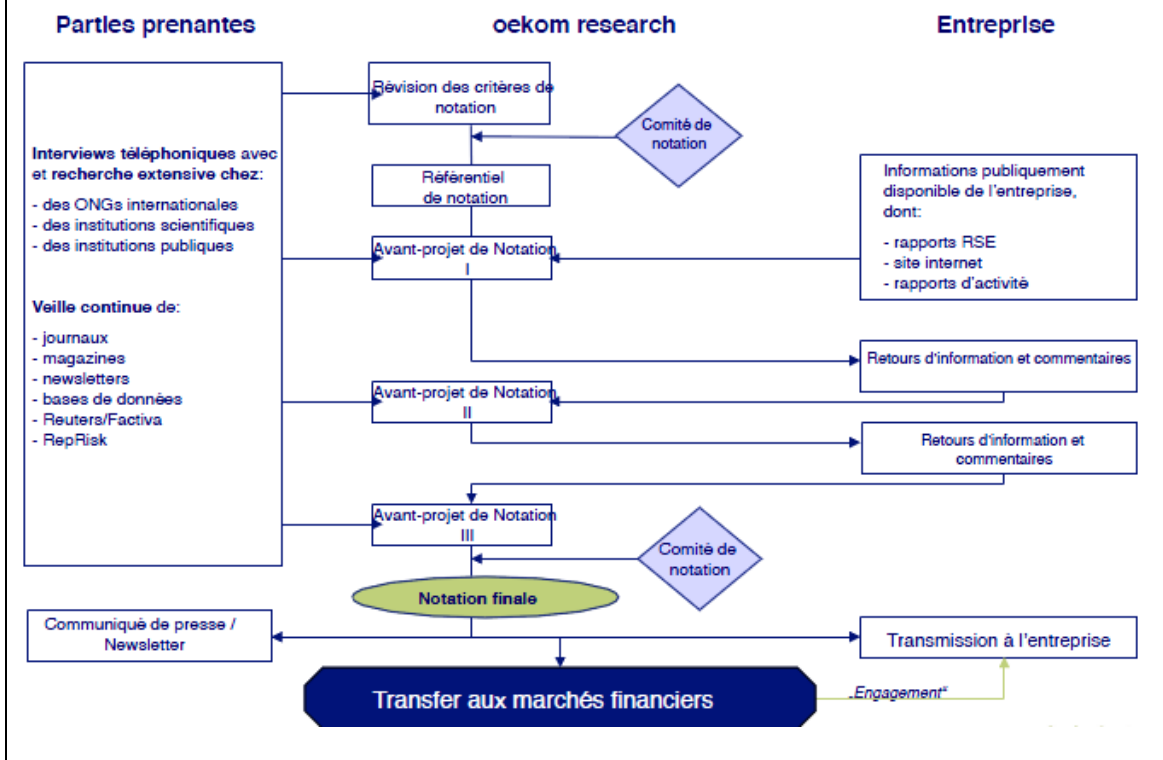 Parties prenantes
oekom research
Entreprise
Révision des critères de
notation
Comité de
notation
Interviews téléphoniques avec
et recherche extensive chez:
- des ONGs internationales
- des institutions scientifiques
- des institutions publiques
Référentiel
de notation
Informations publiquement
disponible de l'entreprise,
dont:
- rapports RSE
- site internet
- rapports d'activité
Avant-projet de Notation
I
Veille continue de:
- journaux
- magazines
- newsletters
- bases de données
- Reuters/Factiva
- RepRisk
Retours d'information et commentaires
Avant-projet de Notation
II
Retours d'information et
commentaires
Avant-projet de Notation
III
Comité de
notation
Notation finale
Communiqué de presse /
Newsletter
Transmission à l'entreprise
Transfer aux marchés financiers
„Engagement“